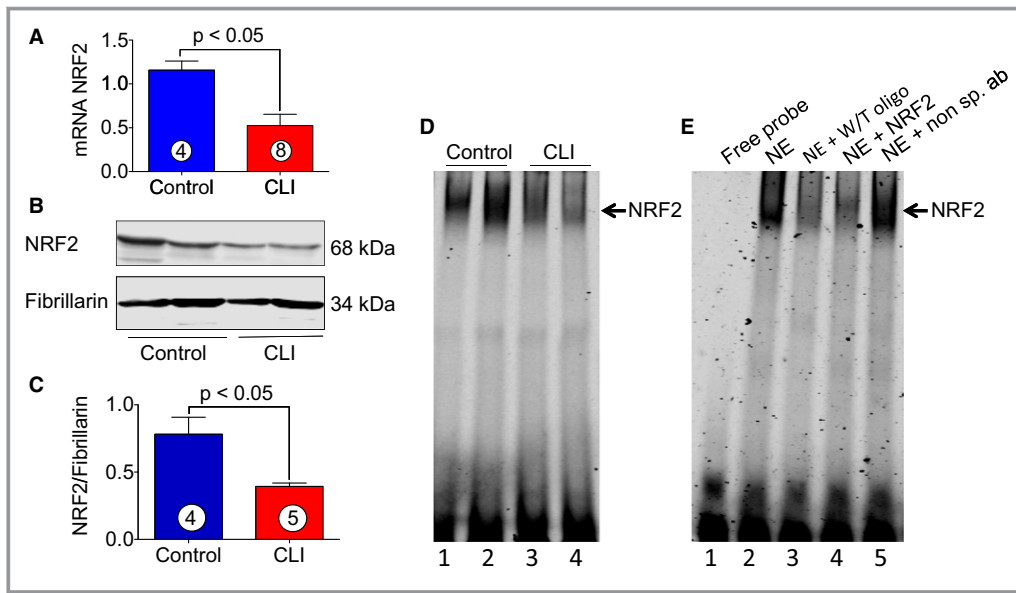 A
mRNA NRF2
1.5
1.0
0.5
0.0
p < 0.05
4
8
Control
CLI
B
NRF2
68 kDa
Fibrillarin
34 kDa
Control
CLI
C
NRF2/Fibrillarin
1.0
0.5
0.0
p < 0.05
4
5
Control
CLI
D
Control
CLI
NRF2
1 2 3 4
E
Free probe
NE
NE + W/T oligo
NE + NRF2
NE + non sp. ab
NRF2
1 2 3 4 5